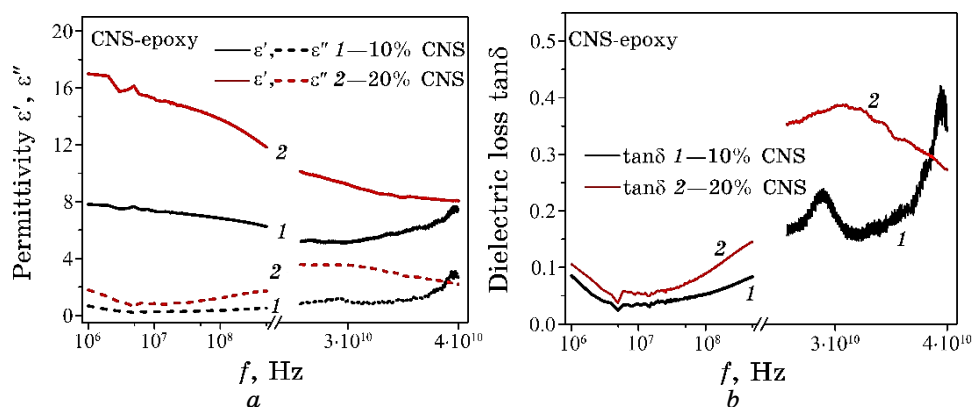 CNS-epoxy
ε′, ε″ 1—10% CNS
ε′, ε″ 2—20% CNS
Permittivity ε′, ε″
20
16
12
8
4
0
2
1
2
1
10⁶
10⁷
10⁸
3·10¹⁰
4·10¹⁰
f, Hz
a
CNS-epoxy
Dielectric loss tanδ
0.5
0.4
0.3
0.2
0.1
0.0
tanδ 1—10% CNS
tanδ 2—20% CNS
2
1
2
1
10⁶
10⁷
10⁸
3·10¹⁰
4·10¹⁰
f, Hz
b